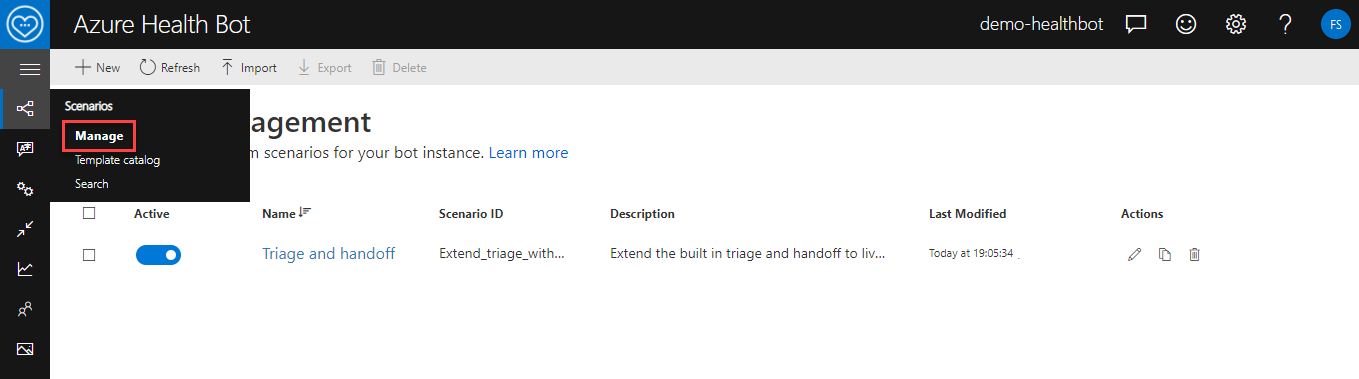 Azure Health Bot
demo-healthbot
FS
New Refresh Import Export Delete
Scenarios
Manage
Template catalog
Search
agement
scenarios for your bot instance. Learn more
Active Name Scenario ID Description Last Modified Actions
Triage and handoff Extend_triage_with... Extend the built in triage and handoff to liv... Today at 19:05:34